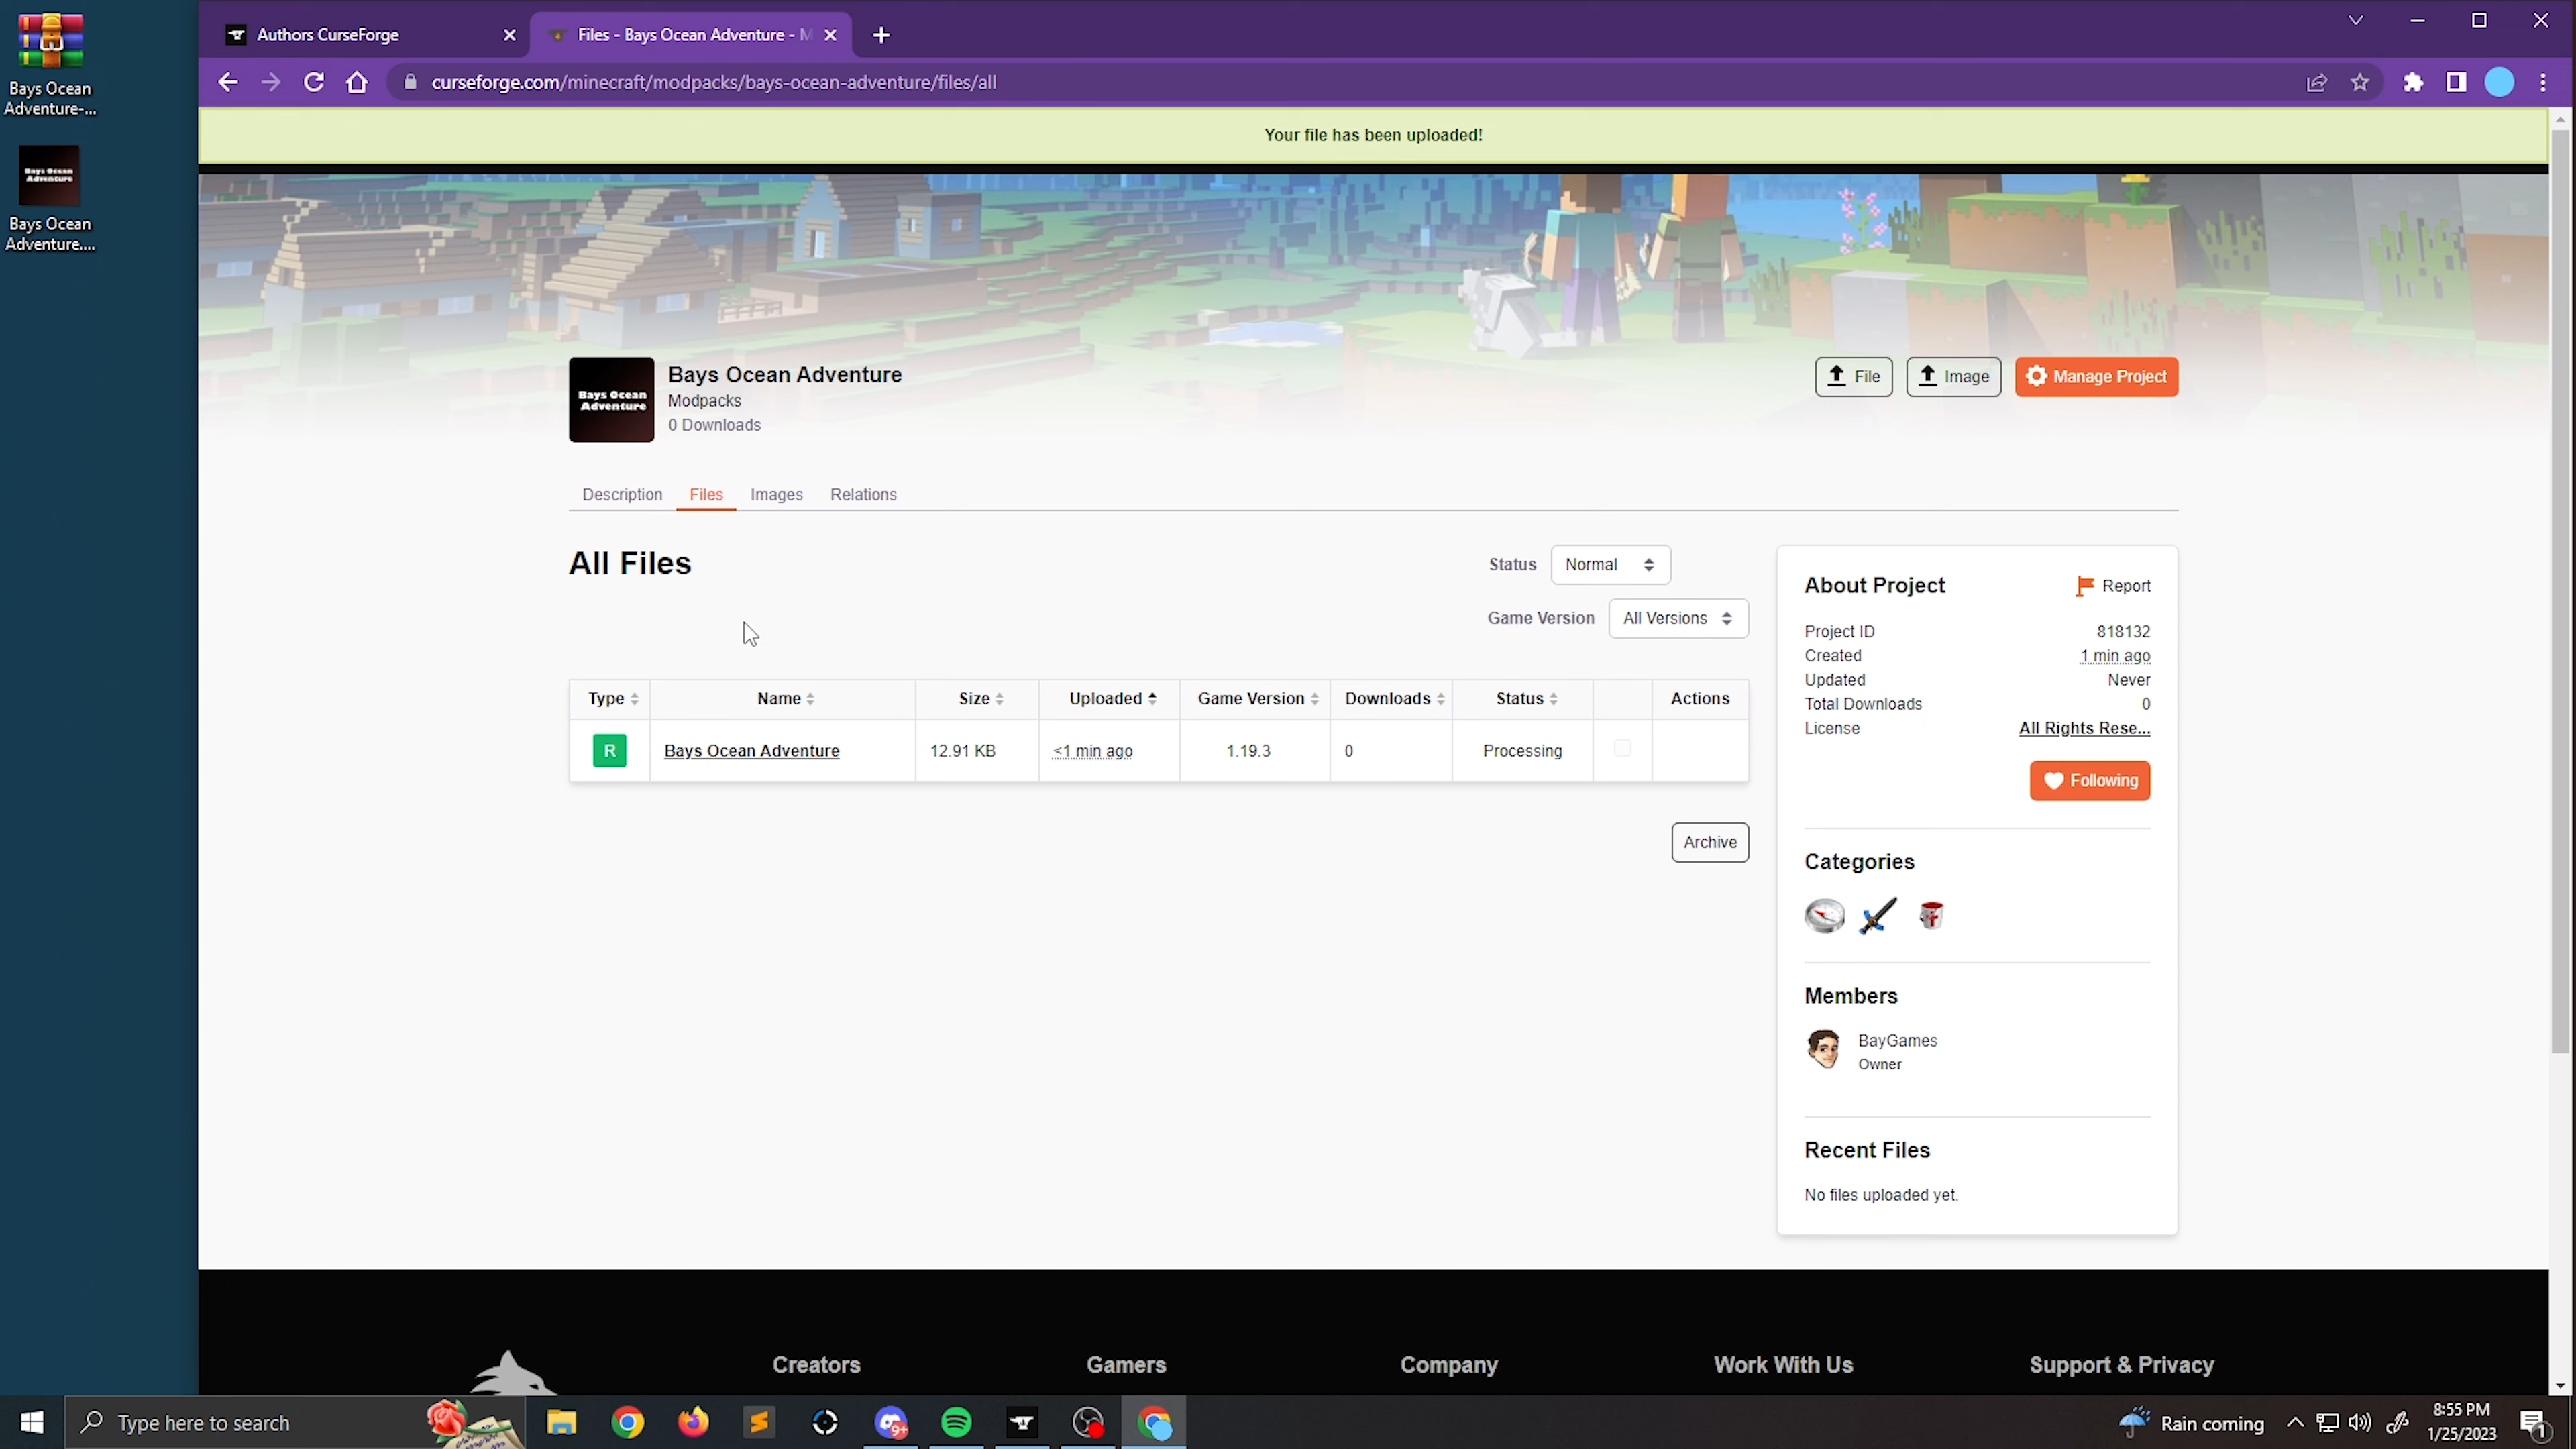 Bays Ocean
Adventure-...
Bays Ocean
Adventure
Bays Ocean
Adventure....
Authors CurseForge
Files - Bays Ocean Adventure - M
curseforge.com/minecraft/modpacks/bays-ocean-adventure/files/all
Your file has been uploaded!
Bays Ocean
Adventure
Bays Ocean Adventure
Modpacks
0 Downloads
File
Image
Manage Project
Description Files Images Relations
All Files
Status Normal
Game Version All Versions
Type Name Size Uploaded Game Version Downloads Status Actions
R Bays Ocean Adventure 12.91 KB <1 min ago 1.19.3 0 Processing
Archive
About Project Report
Project ID 818132
Created 1 min ago
Updated Never
Total Downloads 0
License All Rights Rese...
Following
Categories
Members
BayGames
Owner
Recent Files
No files uploaded yet.
Creators Gamers Company Work With Us Support & Privacy
Type here to search
9+
Rain coming
8:55 PM
1/25/2023
1